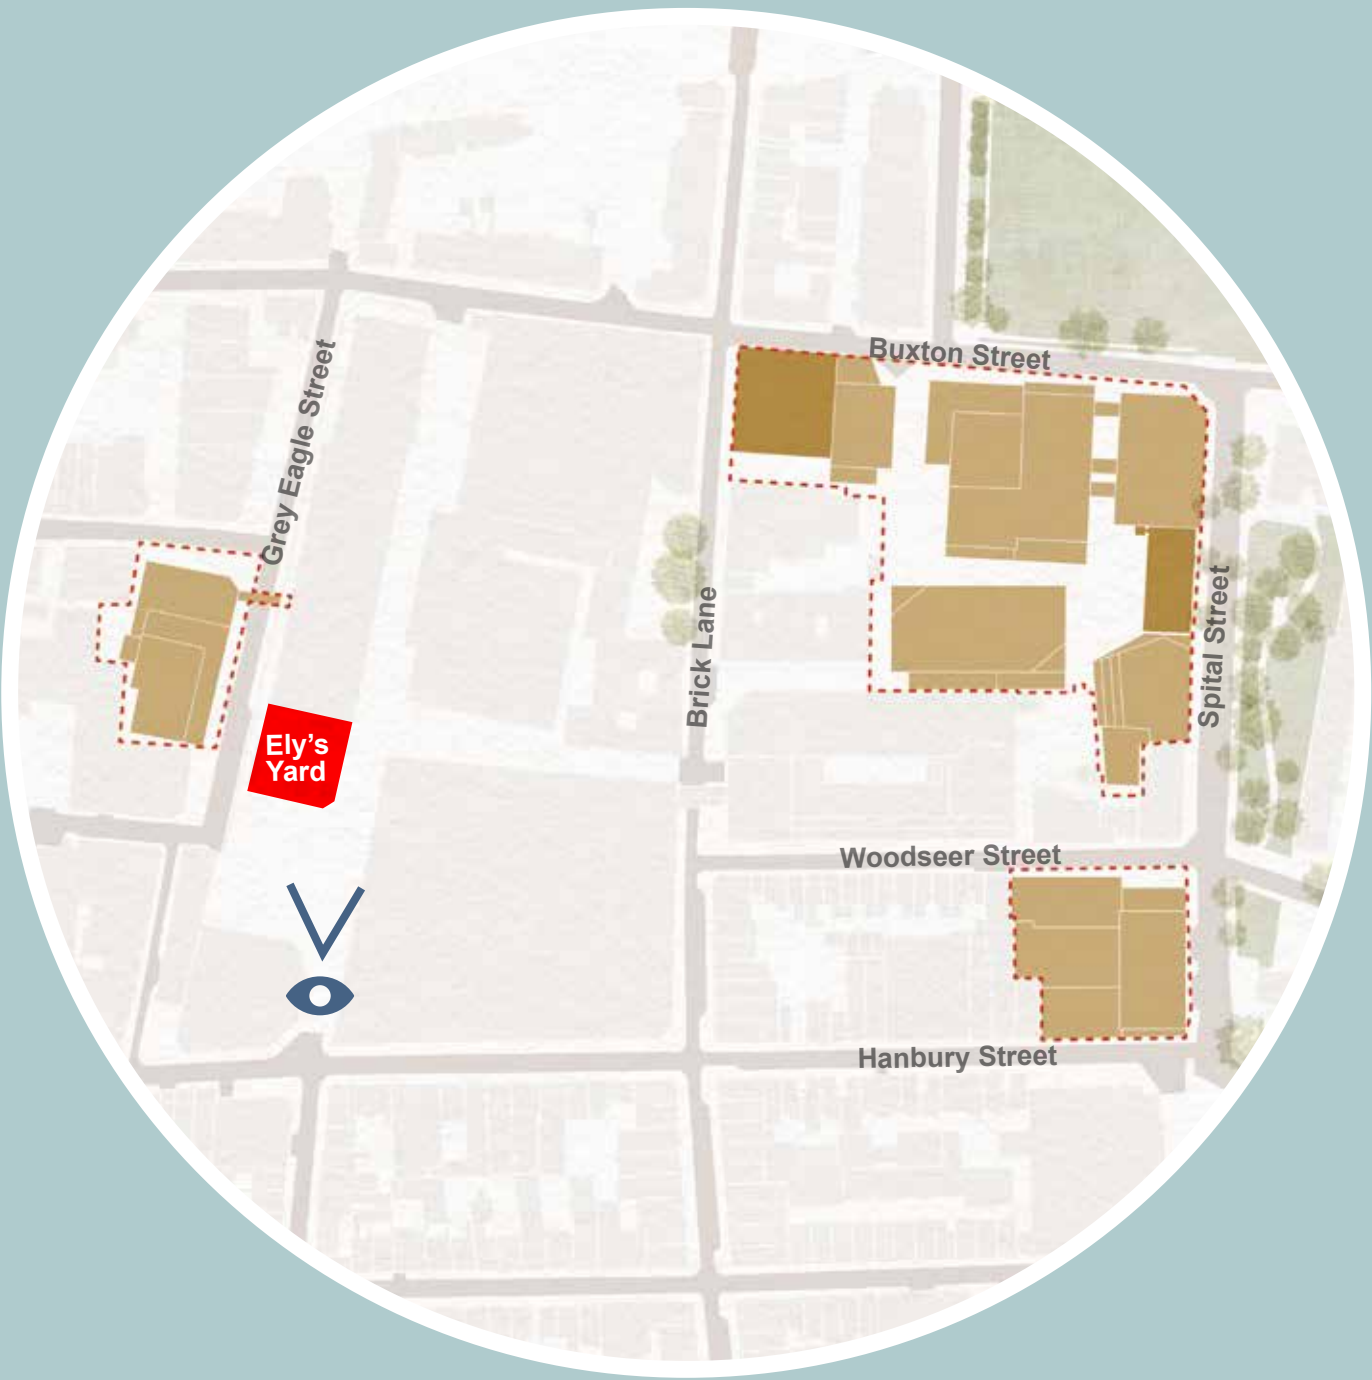 Buxton Street
Grey Eagle Street
Brick Lane
Spital Street
Ely’s
Yard
Woodseer Street
Hanbury Street